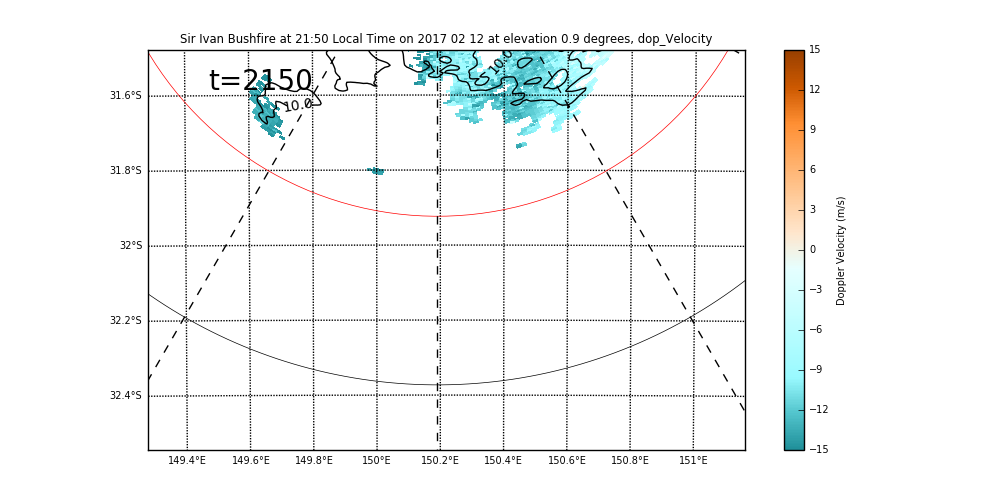 Sir Ivan Bushfire at 21:50 Local Time on 2017 02 12 at elevation 0.9 degrees, dop_Velocity
t=2150
10.0
10.0
31.6°S
31.8°S
32°S
32.2°S
32.4°S
149.4°E 149.6°E 149.8°E 150°E 150.2°E 150.4°E 150.6°E 150.8°E 151°E
15
12
9
6
3
0
−3
−6
−9
−12
−15
Doppler Velocity (m/s)